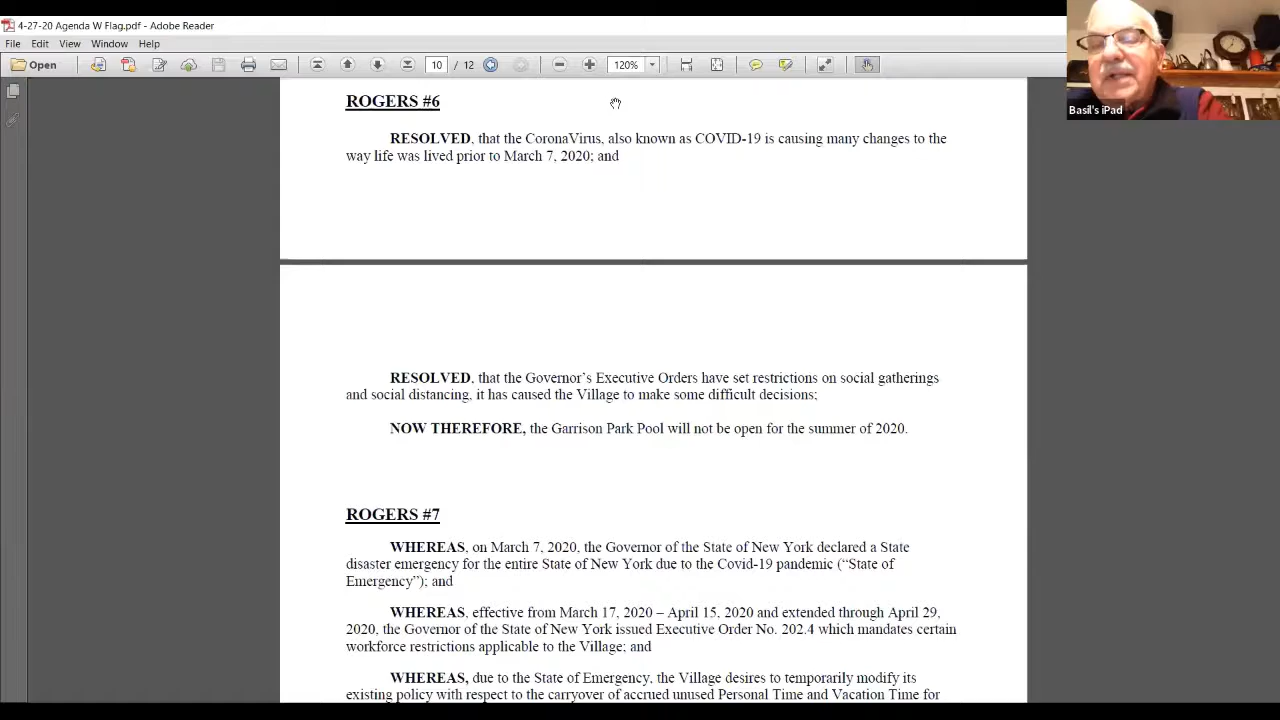 4-27-20 Agenda W Flag.pdf - Adobe Reader
File Edit View Window Help
Open 10 / 12 120%
Basil's iPad
ROGERS #6
RESOLVED, that the CoronaVirus, also known as COVID-19 is causing many changes to the
way life was lived prior to March 7, 2020; and
RESOLVED, that the Governor's Executive Orders have set restrictions on social gatherings
and social distancing, it has caused the Village to make some difficult decisions;
NOW THEREFORE, the Garrison Park Pool will not be open for the summer of 2020.
ROGERS #7
WHEREAS, on March 7, 2020, the Governor of the State of New York declared a State
disaster emergency for the entire State of New York due to the Covid-19 pandemic (“State of
Emergency”); and
WHEREAS, effective from March 17, 2020 – April 15, 2020 and extended through April 29,
2020, the Governor of the State of New York issued Executive Order No. 202.4 which mandates certain
workforce restrictions applicable to the Village; and
WHEREAS, due to the State of Emergency, the Village desires to temporarily modify its
existing policy with respect to the carryover of accrued unused Personal Time and Vacation Time for